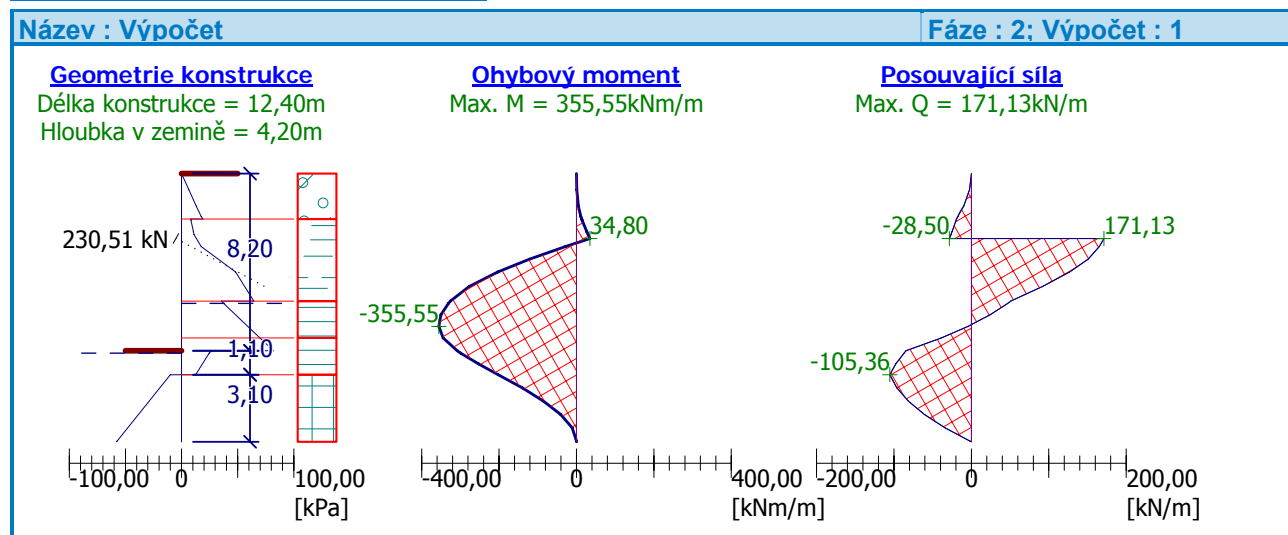 Název : Výpočet Fáze : 2; Výpočet : 1
Geometrie konstrukce Ohybový moment Posouvající síla
Délka konstrukce = 12,40m Max. M = 355,55kNm/m Max. Q = 171,13kN/m
Hloubka v zemině = 4,20m
230,51 kN 8,20 34,80 -28,50 171,13
-355,55
1,10 -105,36
3,10
-100,00 0 100,00 -400,00 0 400,00 -200,00 0 200,00
[kPa] [kNm/m] [kN/m]